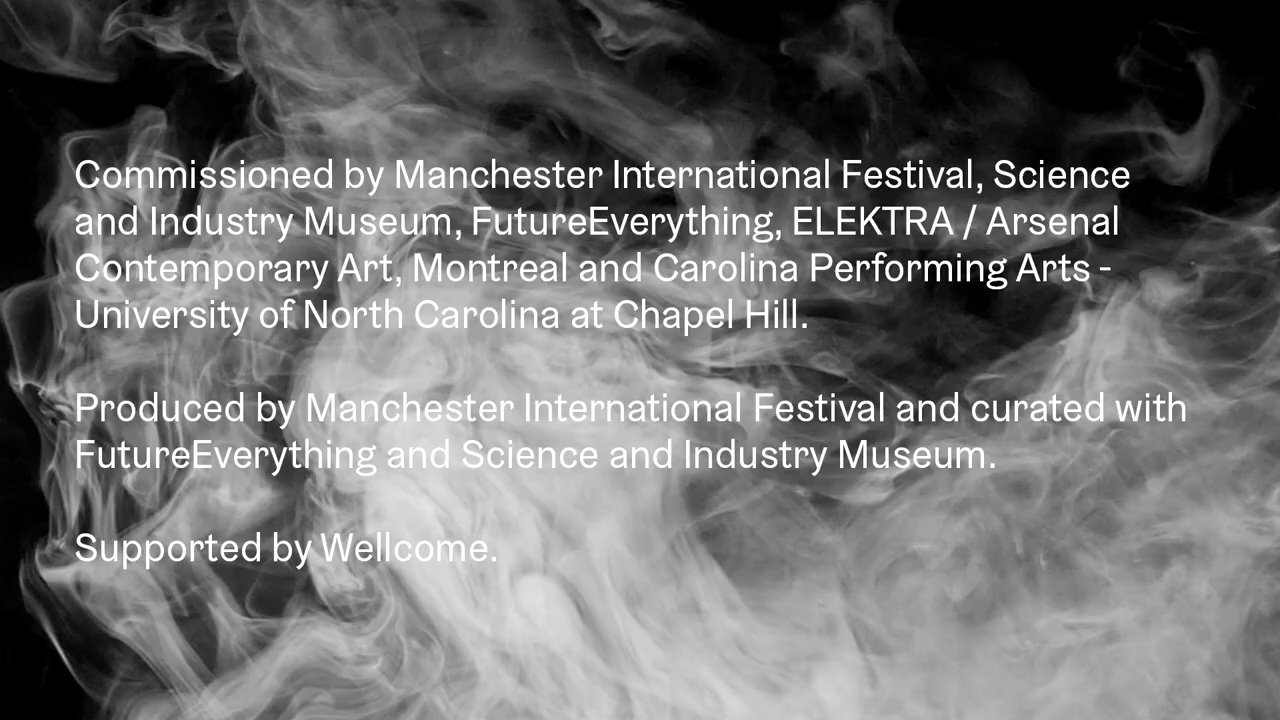 Commissioned by Manchester International Festival, Science
and Industry Museum, FutureEverything, ELEKTRA / Arsenal
Contemporary Art, Montreal and Carolina Performing Arts -
University of North Carolina at Chapel Hill.
Produced by Manchester International Festival and curated with
FutureEverything and Science and Industry Museum.
Supported by Wellcome.